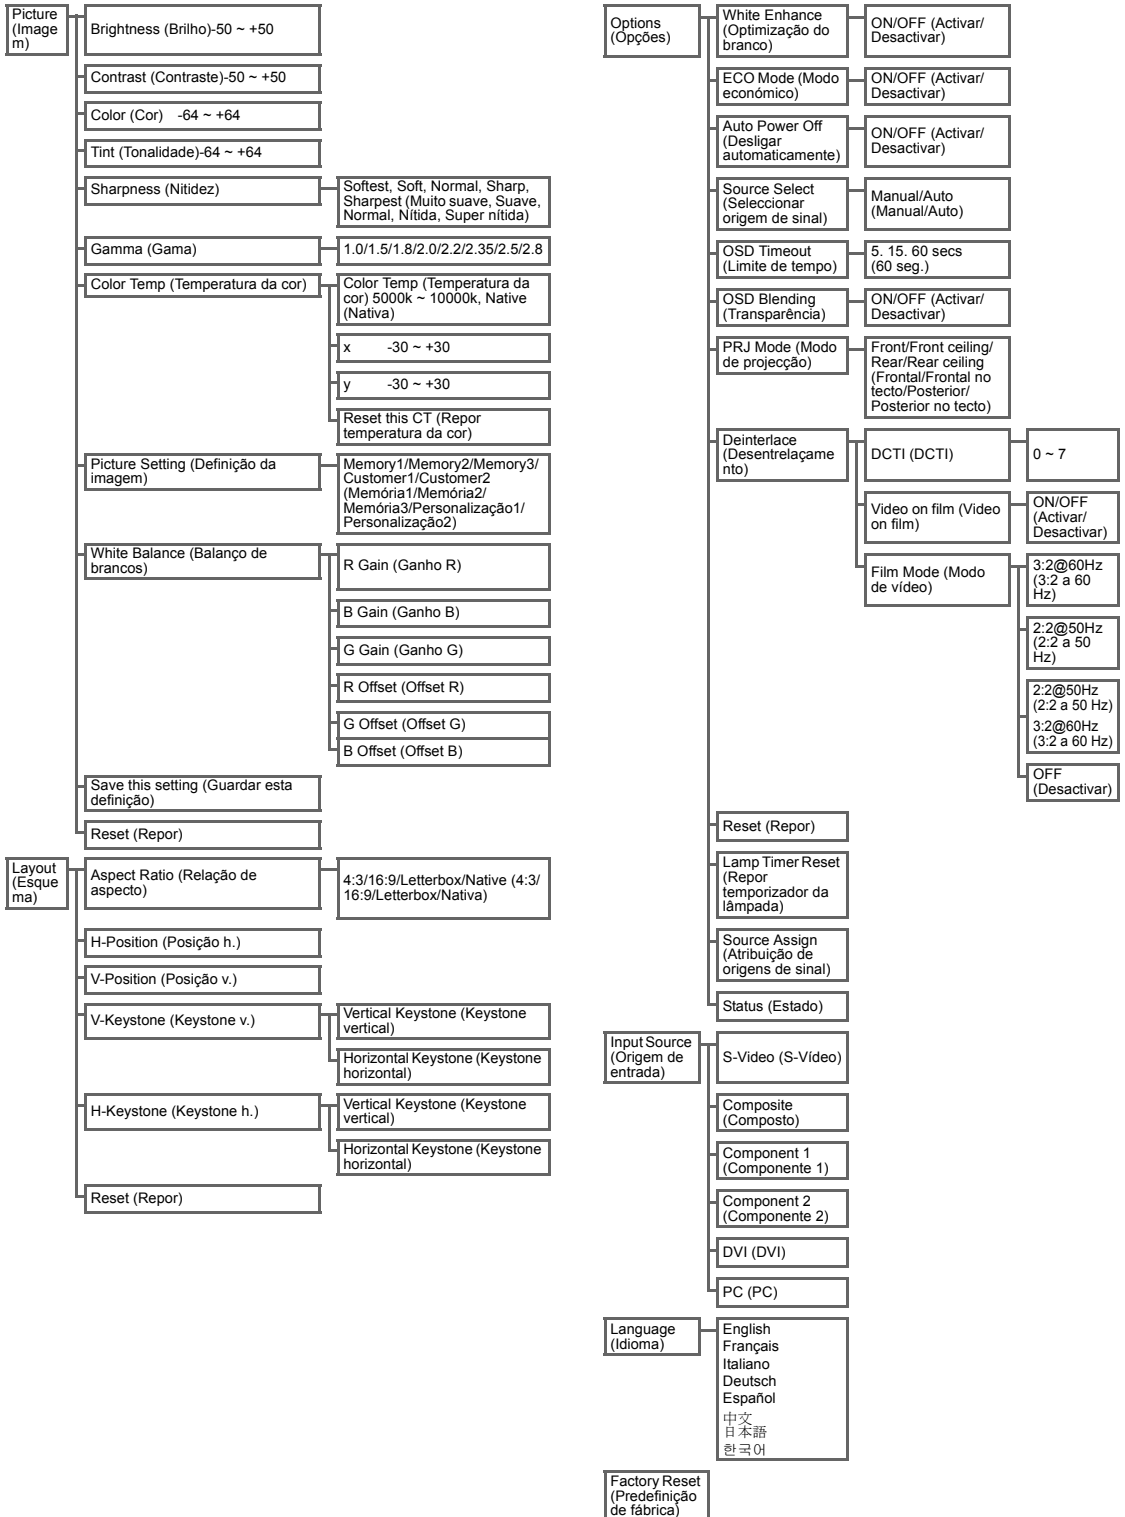 Picture
(Image
m)
Brightness (Brilho)-50 ~ +50
Contrast (Contraste)-50 ~ +50
Color (Cor) -64 ~ +64
Tint (Tonalidade)-64 ~ +64
Sharpness (Nitidez)
Softest, Soft, Normal, Sharp,
Sharpest (Muito suave, Suave,
Normal, Nítida, Super nítida)
Gamma (Gama)
1.0/1.5/1.8/2.0/2.2/2.35/2.5/2.8
Color Temp (Temperatura da cor)
Color Temp (Temperatura da
cor) 5000k ~ 10000k, Native
(Nativa)
x -30 ~ +30
y -30 ~ +30
Reset this CT (Repor
temperatura da cor)
Picture Setting (Definição da
imagem)
Memory1/Memory2/Memory3/
Customer1/Customer2
(Memória1/Memória2/
Memória3/Personalização1/
Personalização2)
White Balance (Balanço de
brancos)
R Gain (Ganho R)
B Gain (Ganho B)
G Gain (Ganho G)
R Offset (Offset R)
G Offset (Offset G)
B Offset (Offset B)
Save this setting (Guardar esta
definição)
Reset (Repor)
Layout
(Esque
ma)
Aspect Ratio (Relação de
aspecto)
4:3/16:9/Letterbox/Native (4:3/
16:9/Letterbox/Nativa)
H-Position (Posição h.)
V-Position (Posição v.)
V-Keystone (Keystone v.)
Vertical Keystone (Keystone
vertical)
Horizontal Keystone (Keystone
horizontal)
H-Keystone (Keystone h.)
Vertical Keystone (Keystone
vertical)
Horizontal Keystone (Keystone
horizontal)
Reset (Repor)
Options
(Opções)
White Enhance
(Optimização do
branco)
ON/OFF (Activar/
Desactivar)
ECO Mode (Modo
económico)
ON/OFF (Activar/
Desactivar)
Auto Power Off
(Desligar
automaticamente)
ON/OFF (Activar/
Desactivar)
Source Select
(Seleccionar
origem de sinal)
Manual/Auto
(Manual/Auto)
OSD Timeout
(Limite de tempo)
5. 15. 60 secs
(60 seg.)
OSD Blending
(Transparência)
ON/OFF (Activar/
Desactivar)
PRJ Mode (Modo
de projecção)
Front/Front ceiling/
Rear/Rear ceiling
(Frontal/Frontal no
tecto/Posterior/
Posterior no tecto)
Deinterlace
(Desentrelaçame
nto)
DCTI (DCTI)
0 ~ 7
Video on film (Video
on film)
ON/OFF
(Activar/
Desactivar)
Film Mode (Modo
de vídeo)
3:2@60Hz
(3:2 a 60
Hz)
2:2@50Hz
(2:2 a 50
Hz)
2:2@50Hz
(2:2 a 50 Hz)
3:2@60Hz
(3:2 a 60 Hz)
OFF
(Desactivar)
Reset (Repor)
Lamp Timer Reset
(Repor
temporizador da
lâmpada)
Source Assign
(Atribuição de
origens de sinal)
Status (Estado)
Input Source
(Origem de
entrada)
S-Video (S-Vídeo)
Composite
(Composto)
Component 1
(Componente 1)
Component 2
(Componente 2)
DVI (DVI)
PC (PC)
Language
(Idioma)
English
Français
Italiano
Deutsch
Español
中文
日本語
한국어
Factory Reset
(Predefinição
de fábrica)